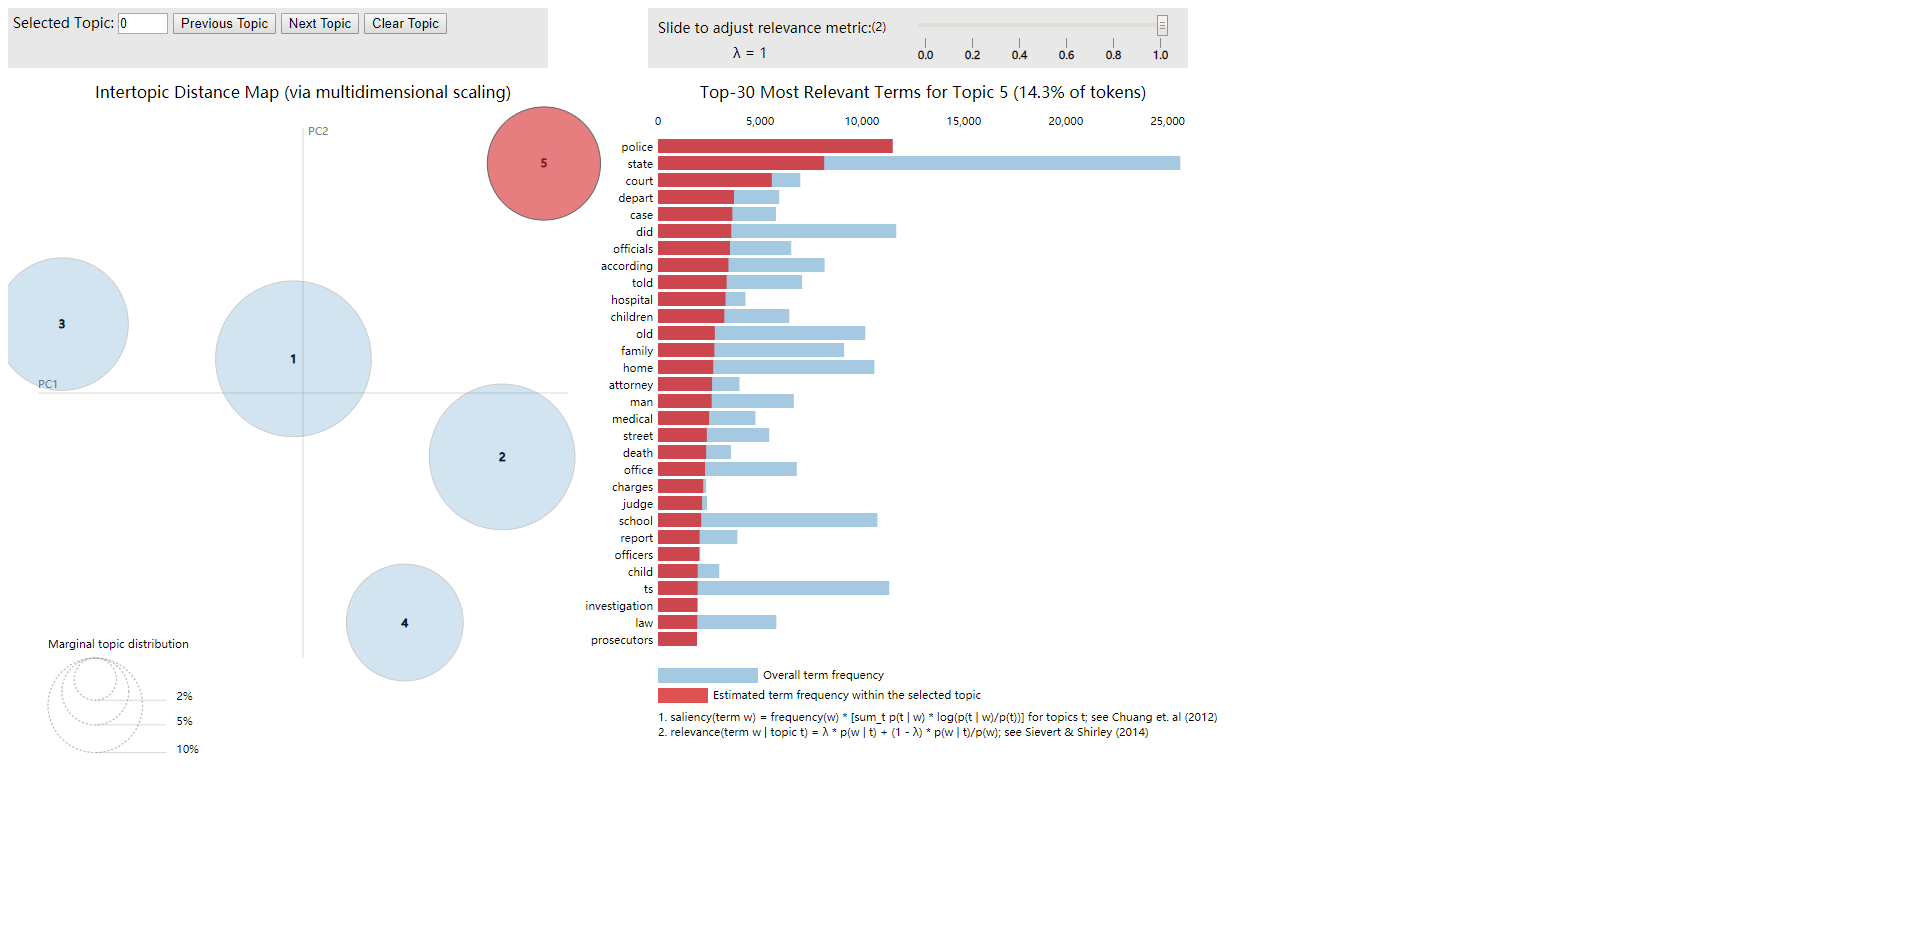 Selected Topic: 0 Previous Topic Next Topic Clear Topic
Slide to adjust relevance metric:(2)
λ = 1
0.0 0.2 0.4 0.6 0.8 1.0
Intertopic Distance Map (via multidimensional scaling)
PC2
PC1
5
3
1
2
4
Marginal topic distribution
2%
5%
10%
Top-30 Most Relevant Terms for Topic 5 (14.3% of tokens)
0 5,000 10,000 15,000 20,000 25,000
police
state
court
depart
case
did
officials
according
told
hospital
children
old
family
home
attorney
man
medical
street
death
office
charges
judge
school
report
officers
child
ts
investigation
law
prosecutors
Overall term frequency
Estimated term frequency within the selected topic
1. saliency(term w) = frequency(w) * [sum_t p(t | w) * log(p(t | w)/p(t))] for topics t; see Chuang et. al (2012)
2. relevance(term w | topic t) = λ * p(w | t) + (1 - λ) * p(w | t)/p(w); see Sievert & Shirley (2014)